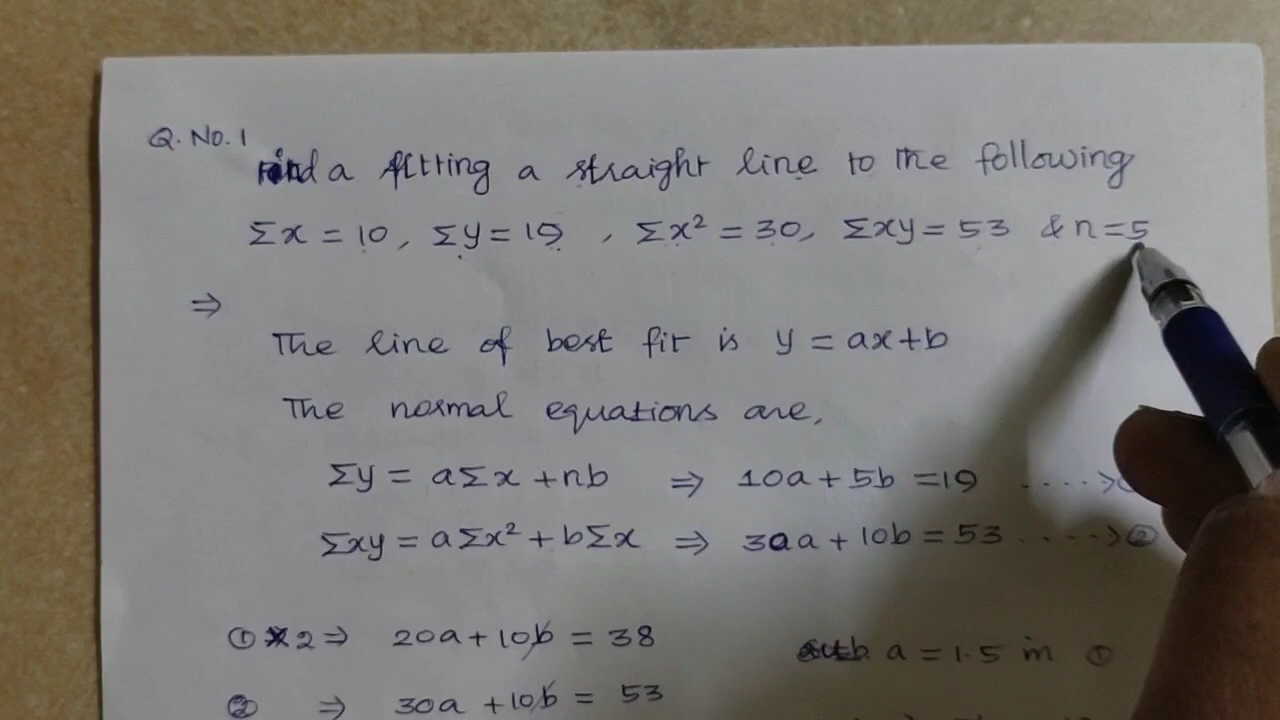 Q. No. 1
Find a fitting a straight line to the following
Σx = 10, Σy = 19, Σx² = 30, Σxy = 53 & n = 5
⇒
The line of best fit is y = ax + b
The normal equations are,
Σy = aΣx + nb ⇒ 10a + 5b = 19 ---->
Σxy = aΣx² + bΣx ⇒ 30a + 10b = 53 ----> ②
① × 2 ⇒ 20a + 10b = 38 a = 1.5 in ①
② ⇒ 30a + 10b = 53